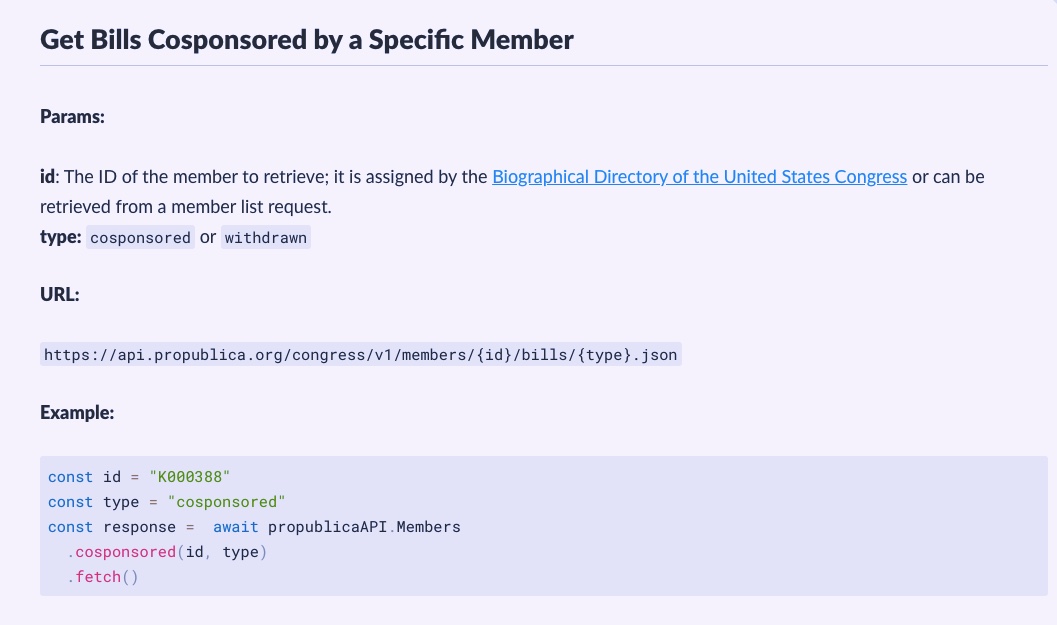 Get Bills Cosponsored by a Specific Member
Params:
id: The ID of the member to retrieve; it is assigned by the Biographical Directory of the United States Congress or can be
retrieved from a member list request.
type: cosponsored or withdrawn
URL:
https://api.propublica.org/congress/v1/members/{id}/bills/{type}.json
Example:
const id = "K000388"
const type = "cosponsored"
const response =  await propublicaAPI.Members
  .cosponsored(id, type)
  .fetch()